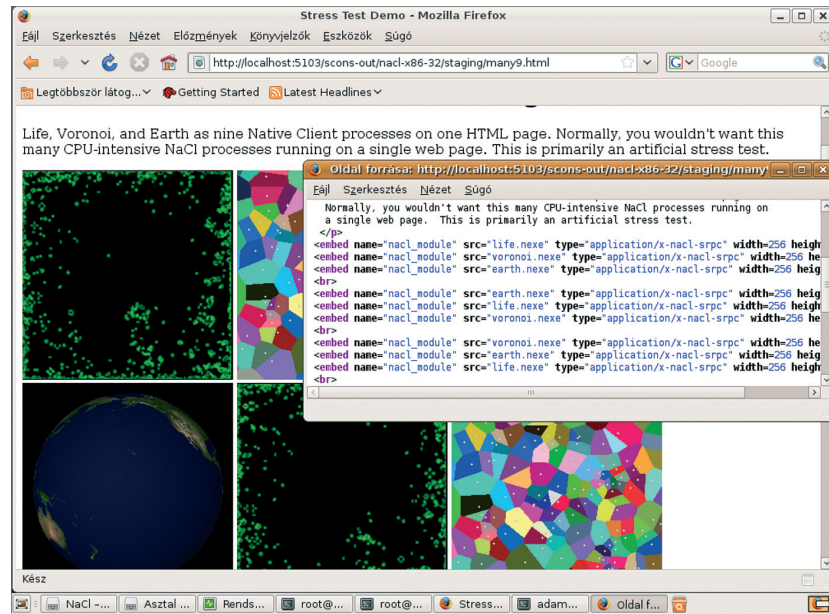 Stress Test Demo - Mozilla Firefox
Fájl Szerkesztés Nézet Előzmények Könyvjelzők Eszközök Súgó
http://localhost:5103/scons-out/nacl-x86-32/staging/many9.html
G Google
Legtöbbször látog... Getting Started Latest Headlines
Life, Voronoi, and Earth as nine Native Client processes on one HTML page. Normally, you wouldn't want this
many CPU-intensive NaCl processes running on a single web page. This is primarily an artificial stress test.
Oldal forrása: http://localhost:5103/scons-out/nacl-x86-32/staging/many
Fájl Szerkesztés Nézet Súgó
Normally, you wouldn't want this many CPU-intensive NaCl processes running on
a single web page. This is primarily an artificial stress test.
</p>
<embed name="nacl_module" src="life.nexe" type="application/x-nacl-srpc" width=256 heigh
<embed name="nacl_module" src="voronoi.nexe" type="application/x-nacl-srpc" width=256 he
<embed name="nacl_module" src="earth.nexe" type="application/x-nacl-srpc" width=256 heig
<br>
<embed name="nacl_module" src="earth.nexe" type="application/x-nacl-srpc" width=256 heig
<embed name="nacl_module" src="life.nexe" type="application/x-nacl-srpc" width=256 heigh
<embed name="nacl_module" src="voronoi.nexe" type="application/x-nacl-srpc" width=256 he
<br>
<embed name="nacl_module" src="voronoi.nexe" type="application/x-nacl-srpc" width=256 he
<embed name="nacl_module" src="earth.nexe" type="application/x-nacl-srpc" width=256 heig
<embed name="nacl_module" src="life.nexe" type="application/x-nacl-srpc" width=256 heigh
<br>
Kész
NaCl –... Asztal ... Rends... root@... root@... Stress... adam... Oldal f...